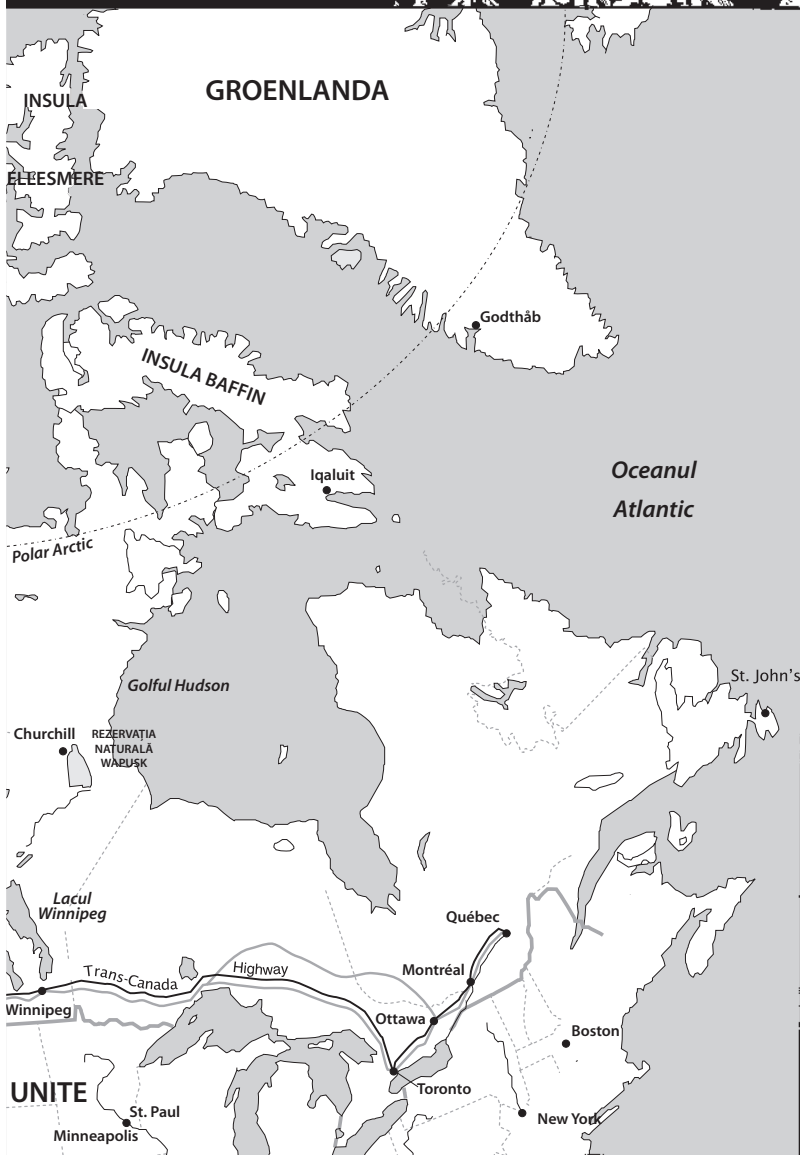 GROENLANDA
INSULA
ELLESMERE
Godthåb
INSULA BAFFIN
Iqaluit
Oceanul
Atlantic
Polar Arctic
Golful Hudson
St. John's
Churchill
REZERVAȚIA
NATURALĂ
WAPUSK
Lacul
Winnipeg
Québec
Trans-Canada
Highway
Montréal
Winnipeg
Ottawa
Boston
UNITE
Toronto
St. Paul
New York
Minneapolis